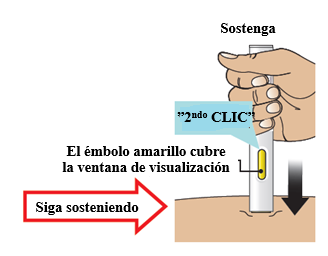 Sostenga
”2ndo CLIC”
El émbolo amarillo cubre
la ventana de visualización
Siga sosteniendo